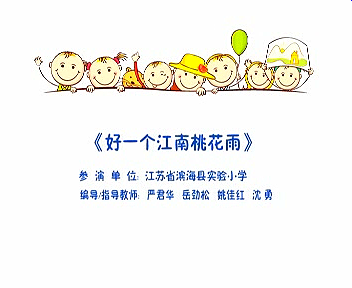 《好一个江南桃花雨》
参 演 单 位: 江苏省滨海县实验小学
编导/指导教师: 严君华 岳劲松 姚佳红 沈 勇